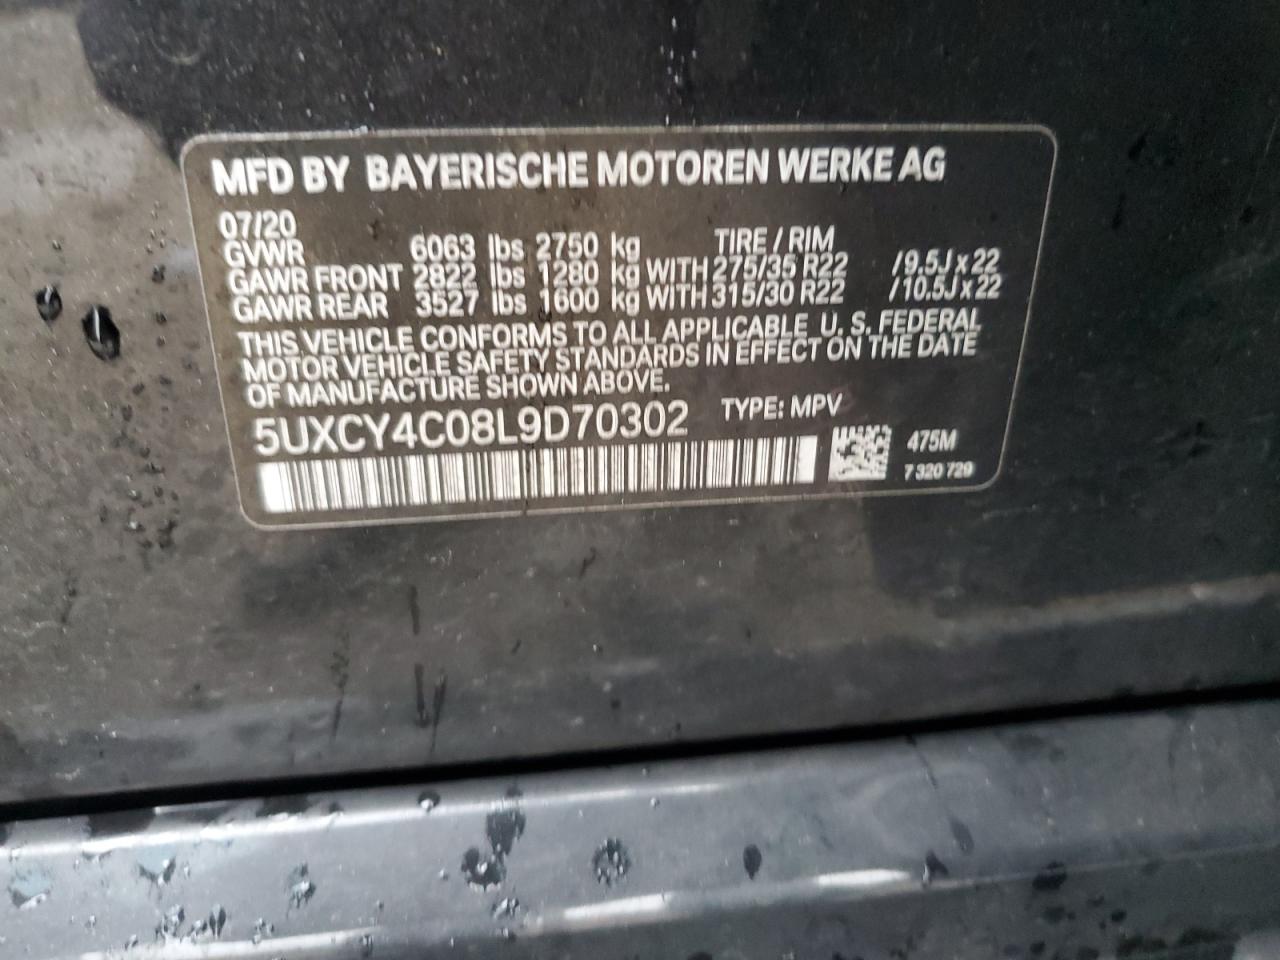 MFD BY BAYERISCHE MOTOREN WERKE AG
07/20
GVWR 6063 lbs 2750 kg TIRE / RIM
GAWR FRONT 2822 lbs 1280 kg WITH 275/35 R22 /9.5J x 22
GAWR REAR 3527 lbs 1600 kg WITH 315/30 R22 /10.5J x 22
THIS VEHICLE CONFORMS TO ALL APPLICABLE U. S. FEDERAL
MOTOR VEHICLE SAFETY STANDARDS IN EFFECT ON THE DATE
OF MANUFACTURE SHOWN ABOVE.
5UXCY4C08L9D70302 TYPE: MPV
475M
7 320 729